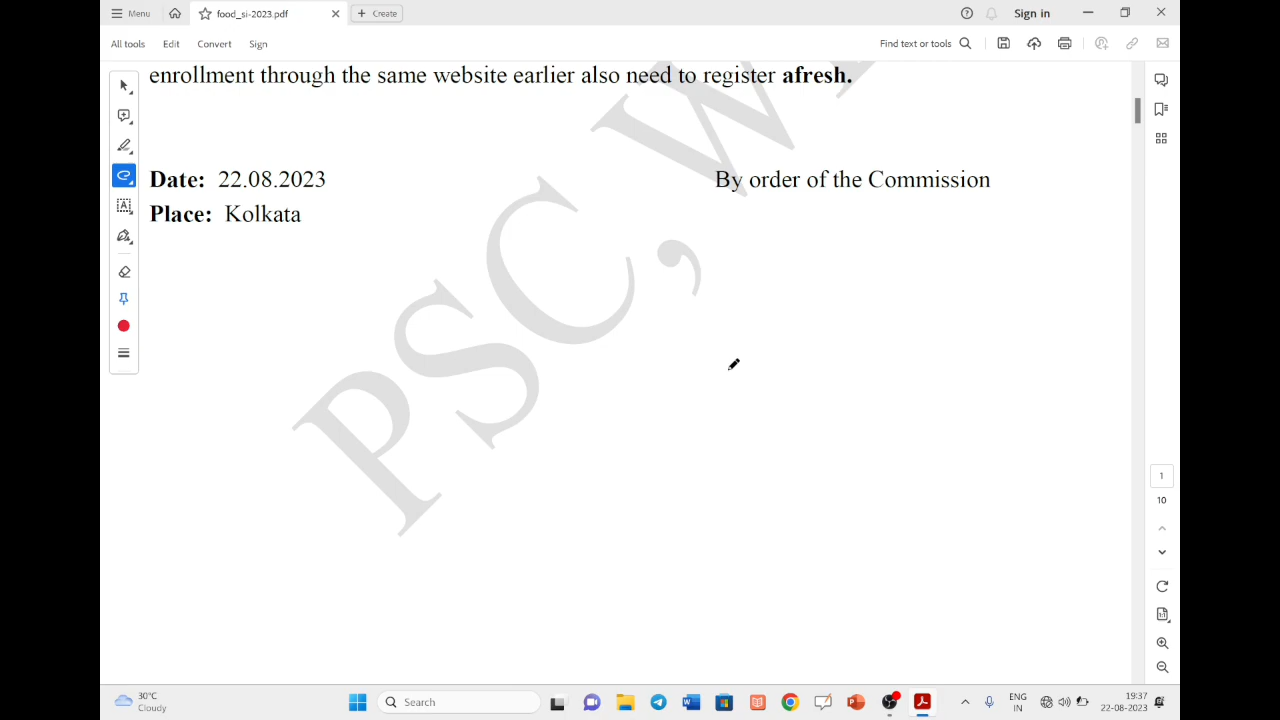 Menu
food_si-2023.pdf
Create
Sign in
All tools Edit Convert Sign
Find text or tools
enrollment through the same website earlier also need to register afresh.
Date: 22.08.2023 By order of the Commission
Place: Kolkata
PSC, W
1
10
30°C
Cloudy
Search
ENG
IN
19:37
22-08-2023